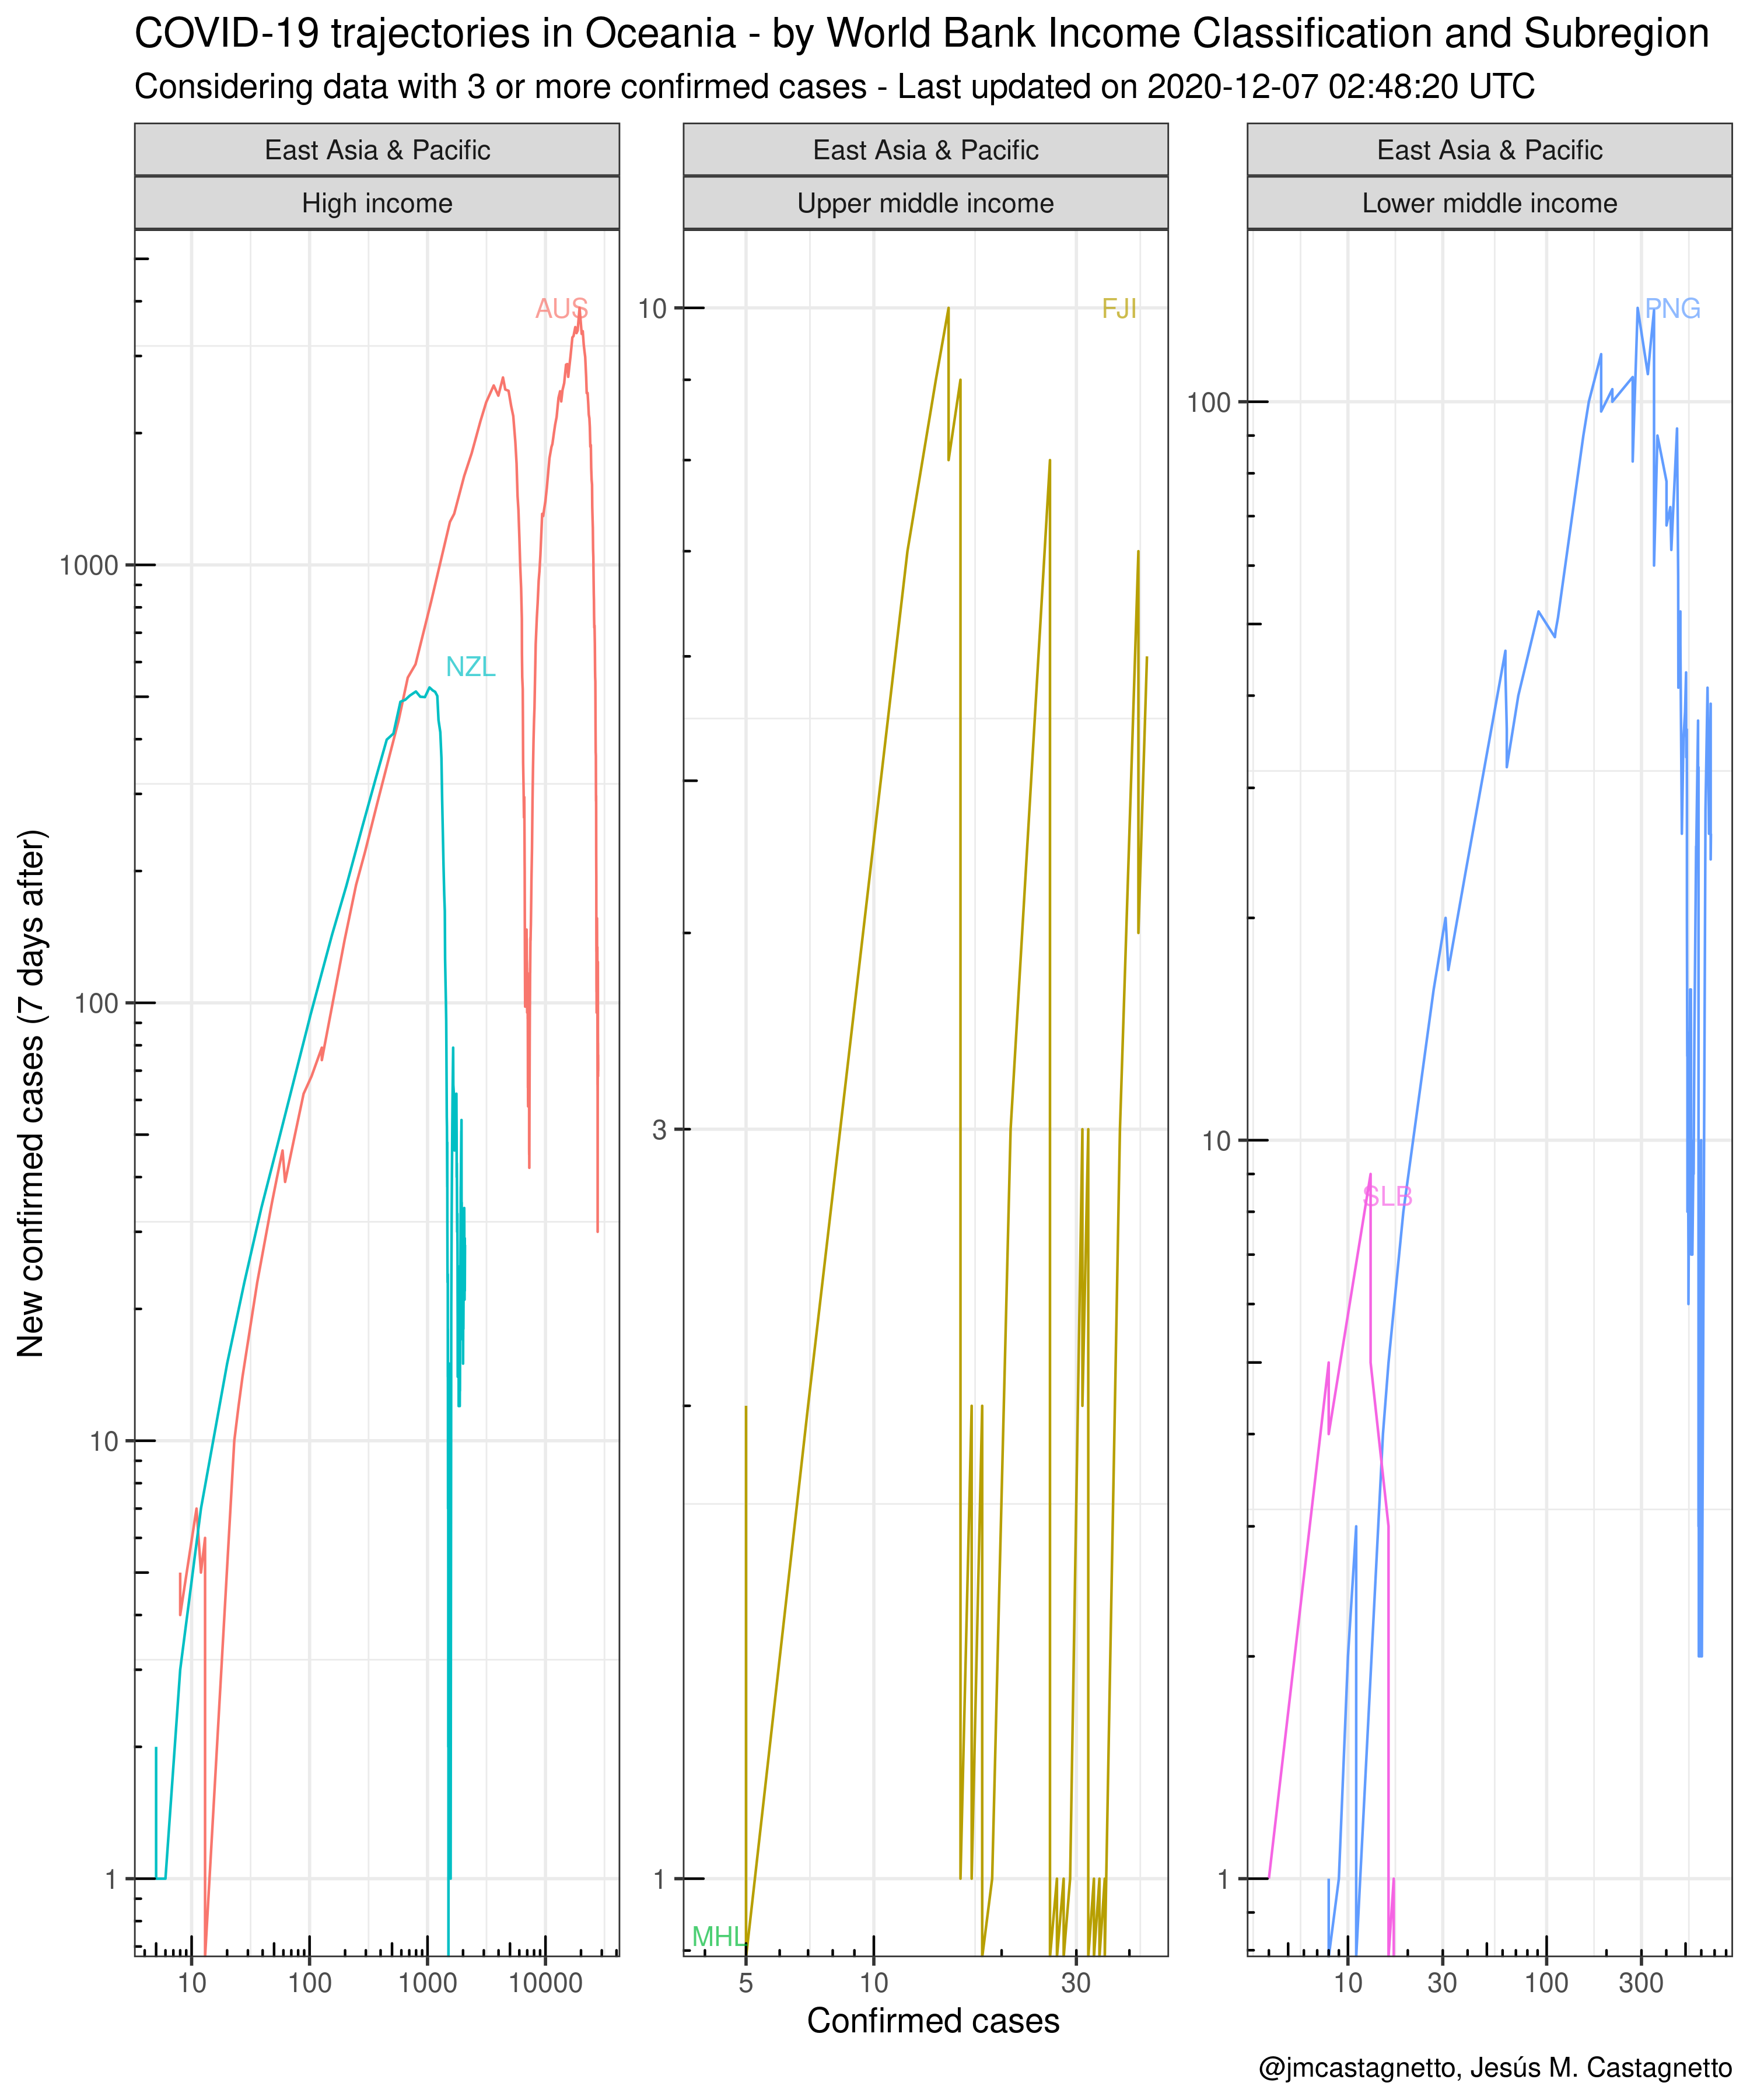 COVID-19 trajectories in Oceania - by World Bank Income Classification and Subregion
Considering data with 3 or more confirmed cases - Last updated on 2020-12-07 02:48:20 UTC
East Asia & Pacific
High income
East Asia & Pacific
Upper middle income
East Asia & Pacific
Lower middle income
New confirmed cases (7 days after)
1000
100
10
1
AUS
NZL
10
100
1000
10000
10
3
1
FJI
MHL
5
10
30
100
10
1
PNG
SLB
10
30
100
300
Confirmed cases
@jmcastagnetto, Jesús M. Castagnetto